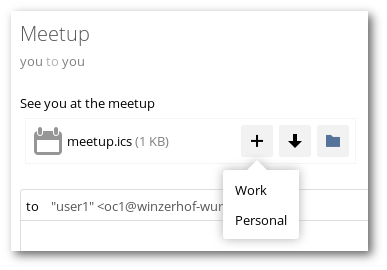 Meetup
you to you
See you at the meetup
meetup.ics (1 KB)
Work
Personal
to "user1" <oc1@winzerhof-wur